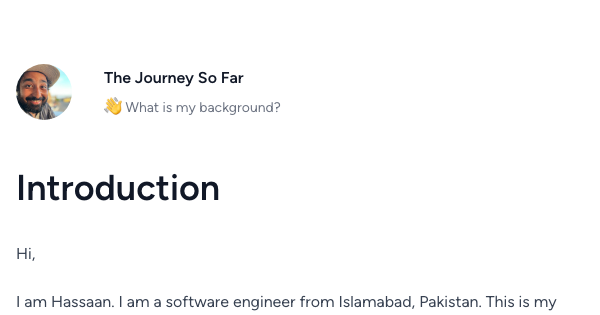 The Journey So Far
👋 What is my background?
Introduction
Hi,
I am Hassaan. I am a software engineer from Islamabad, Pakistan. This is my